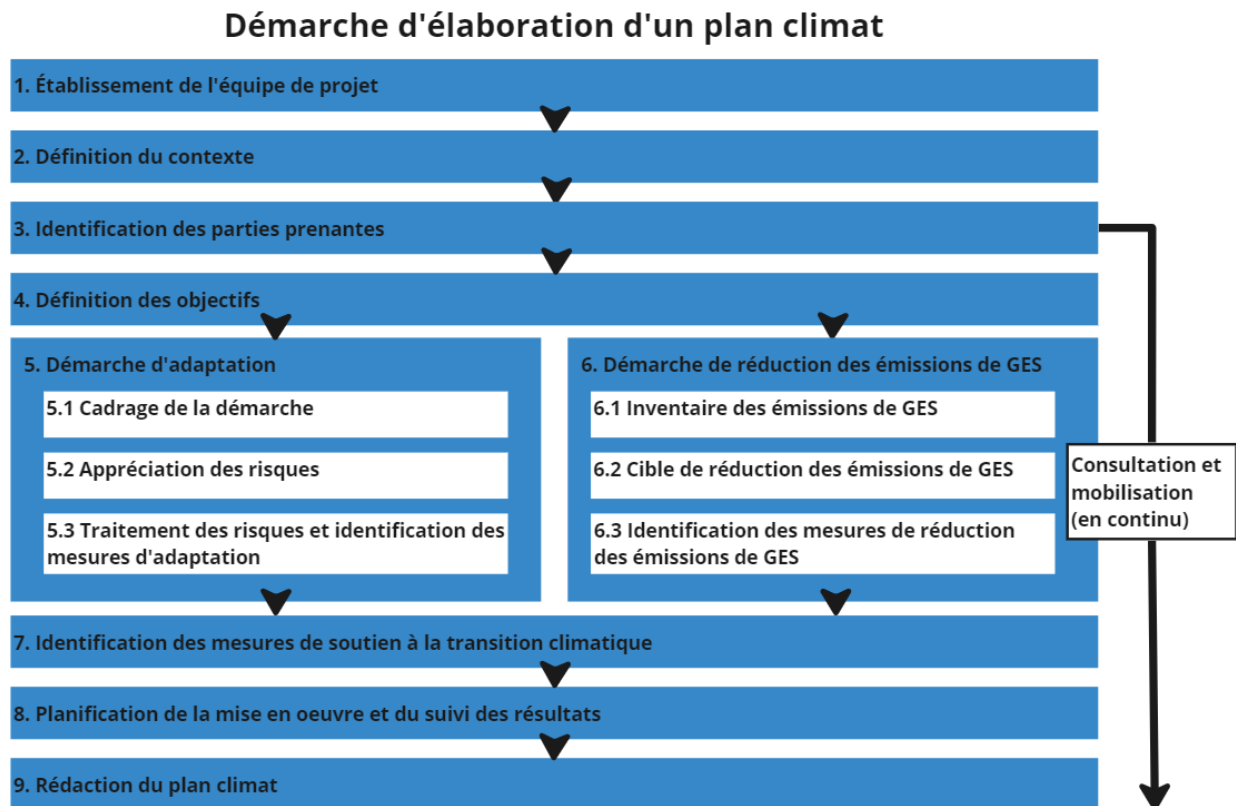 Démarche d'élaboration d'un plan climat
1. Établissement de l'équipe de projet
2. Définition du contexte
3. Identification des parties prenantes
4. Définition des objectifs
5. Démarche d'adaptation
5.1 Cadrage de la démarche
5.2 Appréciation des risques
5.3 Traitement des risques et identification des
mesures d'adaptation
6. Démarche de réduction des émissions de GES
6.1 Inventaire des émissions de GES
6.2 Cible de réduction des émissions de GES
6.3 Identification des mesures de réduction
des émissions de GES
Consultation et
mobilisation
(en continu)
7. Identification des mesures de soutien à la transition climatique
8. Planification de la mise en oeuvre et du suivi des résultats
9. Rédaction du plan climat